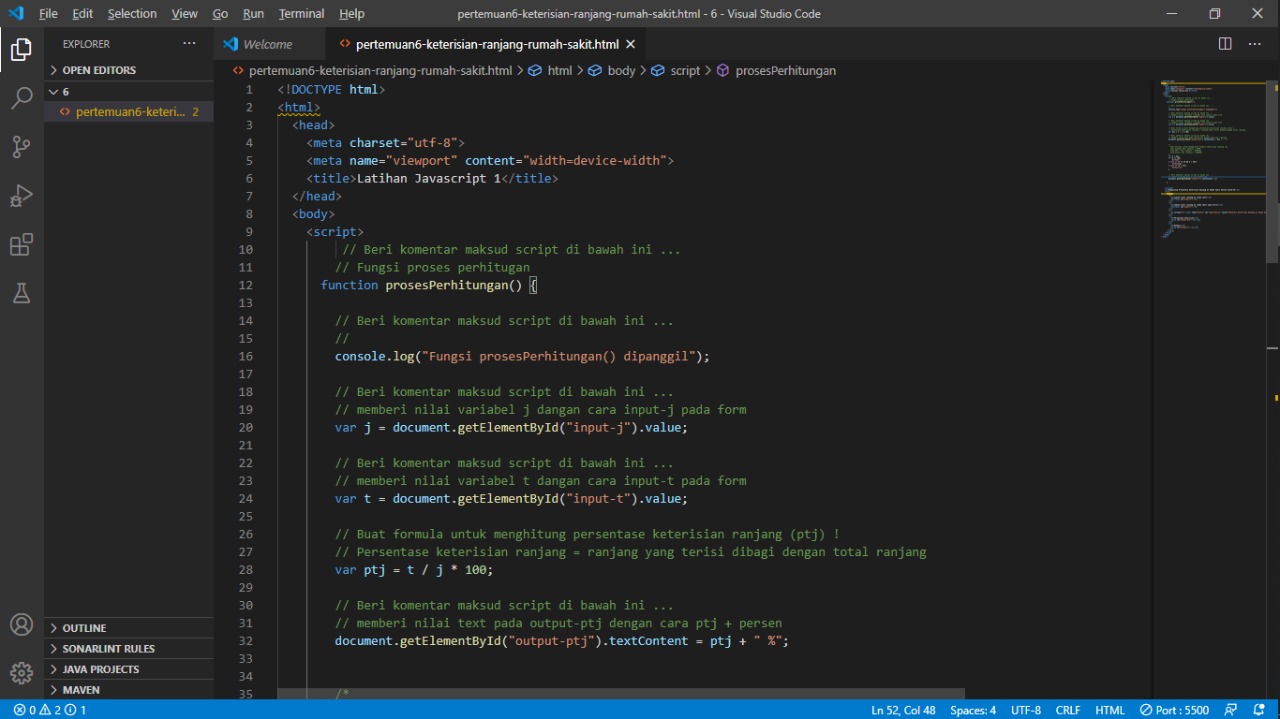 File Edit Selection View Go Run Terminal Help pertemuan6-keterisian-ranjang-rumah-sakit.html - 6 - Visual Studio Code
EXPLORER ... Welcome <> pertemuan6-keterisian-ranjang-rumah-sakit.html ×
> OPEN EDITORS
<> pertemuan6-keterisian-ranjang-rumah-sakit.html > html > body > script > prosesPerhitungan
6
<> pertemuan6-keteri... 2
OUTLINE
SONARLINT RULES
JAVA PROJECTS
MAVEN
1 <!DOCTYPE html>
2 <html>
3 <head>
4 <meta charset="utf-8">
5 <meta name="viewport" content="width=device-width">
6 <title>Latihan Javascript 1</title>
7 </head>
8 <body>
9 <script>
10 // Beri komentar maksud script di bawah ini ...
11 // Fungsi proses perhitugan
12 function prosesPerhitungan() {
13
14 // Beri komentar maksud script di bawah ini ...
15 //
16 console.log("Fungsi prosesPerhitungan() dipanggil");
17
18 // Beri komentar maksud script di bawah ini ...
19 // memberi nilai variabel j dangan cara input-j pada form
20 var j = document.getElementById("input-j").value;
21
22 // Beri komentar maksud script di bawah ini ...
23 // memberi nilai variabel t dangan cara input-t pada form
24 var t = document.getElementById("input-t").value;
25
26 // Buat formula untuk menghitung persentase keterisian ranjang (ptj) !
27 // Persentase keterisian ranjang = ranjang yang terisi dibagi dengan total ranjang
28 var ptj = t / j * 100;
29
30 // Beri komentar maksud script di bawah ini ...
31 // memberi nilai text pada output-ptj dengan cara ptj + persen
32 document.getElementById("output-ptj").textContent = ptj + " %";
33
34
35 /*
0 2 1 Ln 52, Col 48 Spaces: 4 UTF-8 CRLF HTML Port : 5500